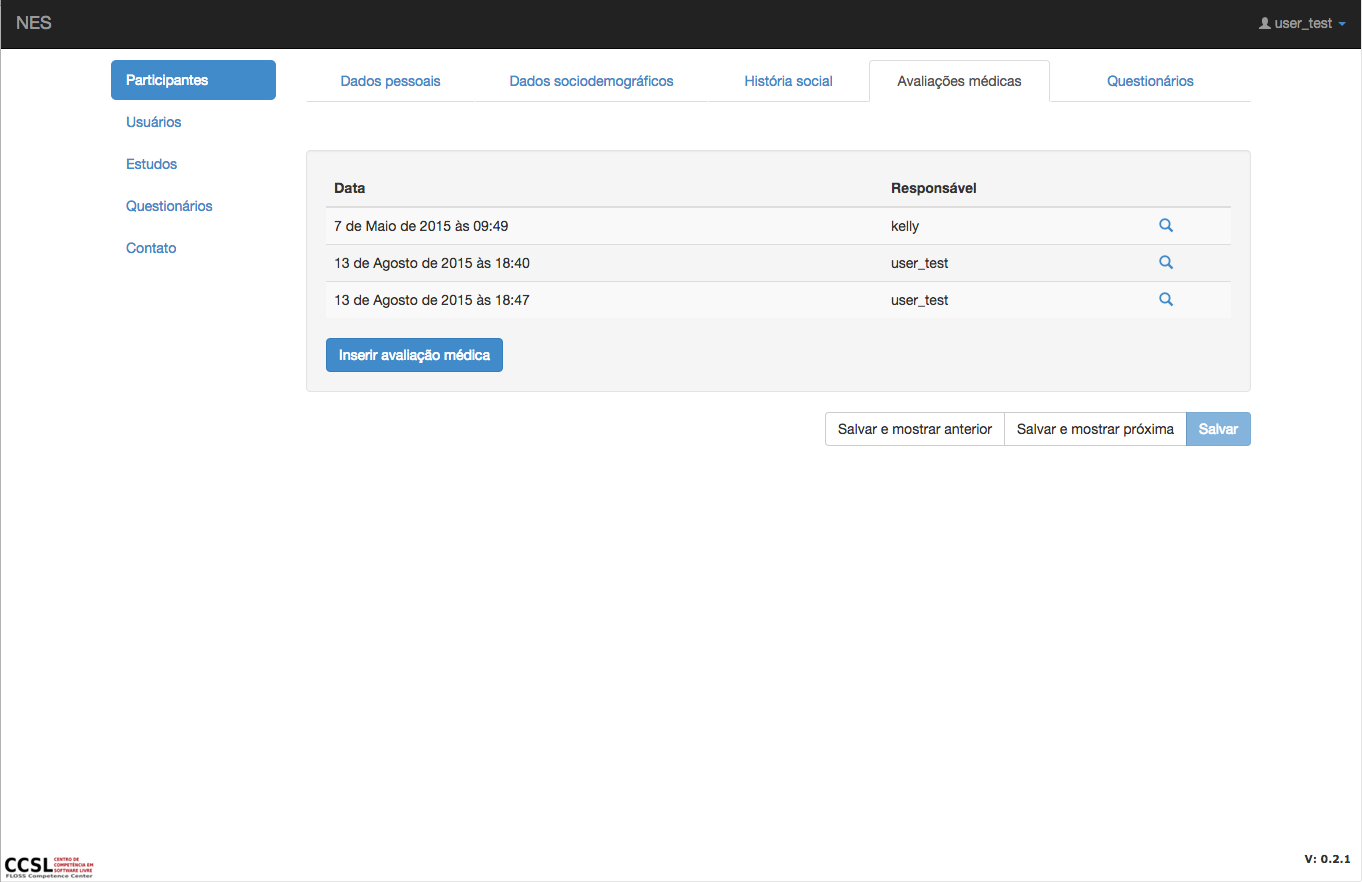 NES
user_test
Participantes
Usuários
Estudos
Questionários
Contato
Dados pessoais
Dados sociodemográficos
História social
Avaliações médicas
Questionários
Data Responsável
7 de Maio de 2015 às 09:49 kelly
13 de Agosto de 2015 às 18:40 user_test
13 de Agosto de 2015 às 18:47 user_test
Inserir avaliação médica
Salvar e mostrar anterior
Salvar e mostrar próxima
Salvar
CCSL
CENTRO DE
COMPETÊNCIA EM
SOFTWARE LIVRE
FLOSS Competence Center
V: 0.2.1